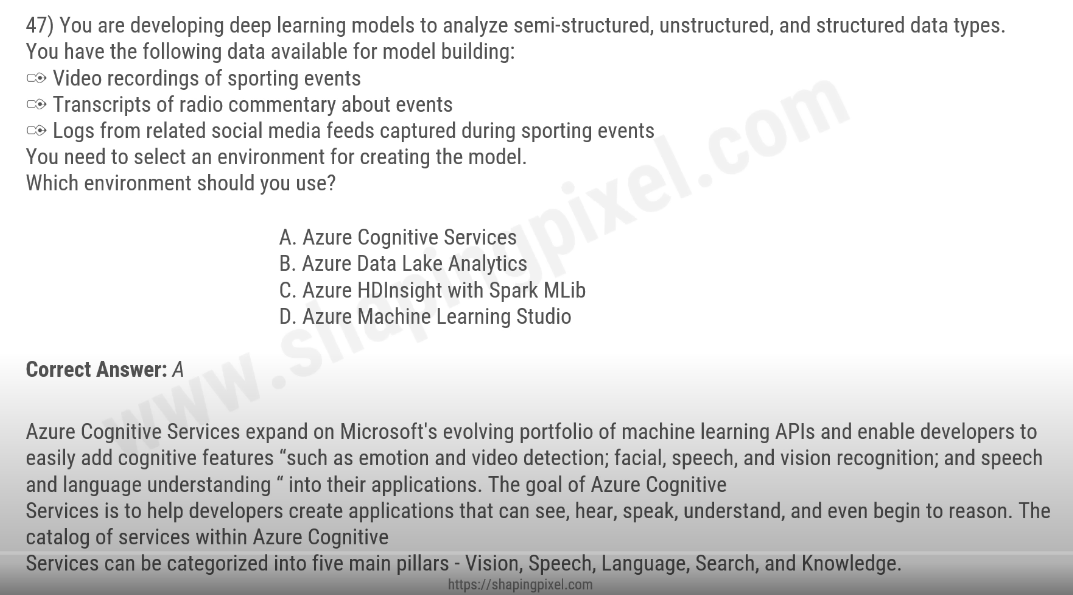 47) You are developing deep learning models to analyze semi-structured, unstructured, and structured data types.
You have the following data available for model building:
Video recordings of sporting events
Transcripts of radio commentary about events
Logs from related social media feeds captured during sporting events
You need to select an environment for creating the model.
Which environment should you use?
A. Azure Cognitive Services
B. Azure Data Lake Analytics
C. Azure HDInsight with Spark MLib
D. Azure Machine Learning Studio
www.shapingpixel.com
Correct Answer: A
Azure Cognitive Services expand on Microsoft's evolving portfolio of machine learning APIs and enable developers to
easily add cognitive features “such as emotion and video detection; facial, speech, and vision recognition; and speech
and language understanding “ into their applications. The goal of Azure Cognitive
Services is to help developers create applications that can see, hear, speak, understand, and even begin to reason. The
catalog of services within Azure Cognitive
Services can be categorized into five main pillars - Vision, Speech, Language, Search, and Knowledge.
https://shapingpixel.com